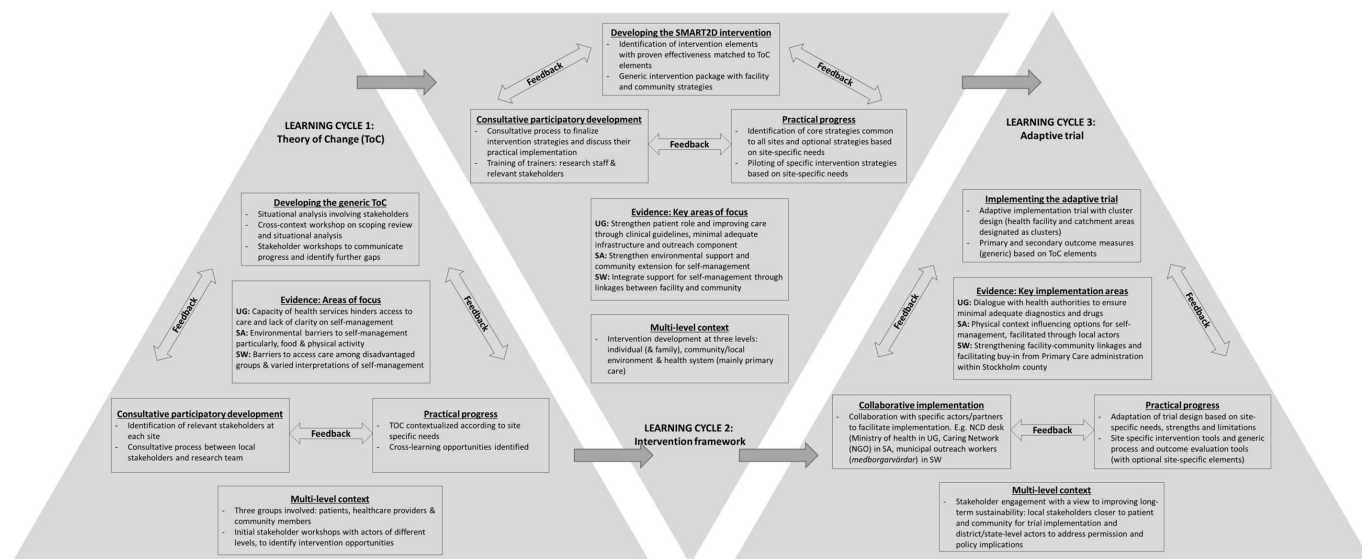 LEARNING CYCLE 1:
Theory of Change (ToC)
Developing the generic ToC
- Situational analysis involving stakeholders
- Cross-context workshop on scoping review
and situational analysis
- Stakeholder workshops to communicate
progress and identify further gaps
Feedback
Feedback
Evidence: Areas of focus
UG: Capacity of health services hinders access to
care and lack of clarity on self-management
SA: Environmental barriers to self-management
particularly, food & physical activity
SW: Barriers to access care among disadvantaged
groups & varied interpretations of self-management
Consultative participatory development
- Identification of relevant stakeholders at
each site
- Consultative process between local
stakeholders and research team
Feedback
Practical progress
- TOC contextualized according to site
specific needs
- Cross-learning opportunities identified
Multi-level context
- Three groups involved: patients, healthcare providers &
community members
- Initial stakeholder workshops with actors of different
levels, to identify intervention opportunities
Developing the SMART2D intervention
- Identification of intervention elements
with proven effectiveness matched to ToC
elements
- Generic intervention package with facility
and community strategies
Feedback
Feedback
Consultative participatory development
- Consultative process to finalize
intervention strategies and discuss their
practical implementation
- Training of trainers: research staff &
relevant stakeholders
Feedback
Practical progress
- Identification of core strategies common
to all sites and optional strategies based
on site-specific needs
- Piloting of specific intervention strategies
based on site-specific needs
Evidence: Key areas of focus
UG: Strengthen patient role and improving care
through clinical guidelines, minimal adequate
infrastructure and outreach component
SA: Strengthen environmental support and
community extension for self-management
SW: Integrate support for self-management through
linkages between facility and community
Multi-level context
- Intervention development at three levels:
individual (& family), community/local
environment & health system (mainly primary
care)
LEARNING CYCLE 2:
Intervention framework
LEARNING CYCLE 3:
Adaptive trial
Implementing the adaptive trial
- Adaptive implementation trial with cluster
design (health facility and catchment areas
designated as clusters)
- Primary and secondary outcome measures
(generic) based on ToC elements
Feedback
Feedback
Evidence: Key implementation areas
UG: Dialogue with health authorities to ensure
minimal adequate diagnostics and drugs
SA: Physical context influencing options for self-
management, facilitated through local actors
SW: Strengthening facility-community linkages and
facilitating buy-in from Primary Care administration
within Stockholm county
Collaborative implementation
- Collaboration with specific actors/partners
to facilitate implementation. E.g. NCD desk
(Ministry of health in UG, Caring Network
(NGO) in SA, municipal outreach workers
(medborgarvärdar) in SW
Feedback
Practical progress
- Adaptation of trial design based on site-
specific needs, strengths and limitations
- Site specific intervention tools and generic
process and outcome evaluation tools
(with optional site-specific elements)
Multi-level context
- Stakeholder engagement with a view to improving long-
term sustainability: local stakeholders closer to patient
and community for trial implementation and
district/state-level actors to address permission and
policy implications